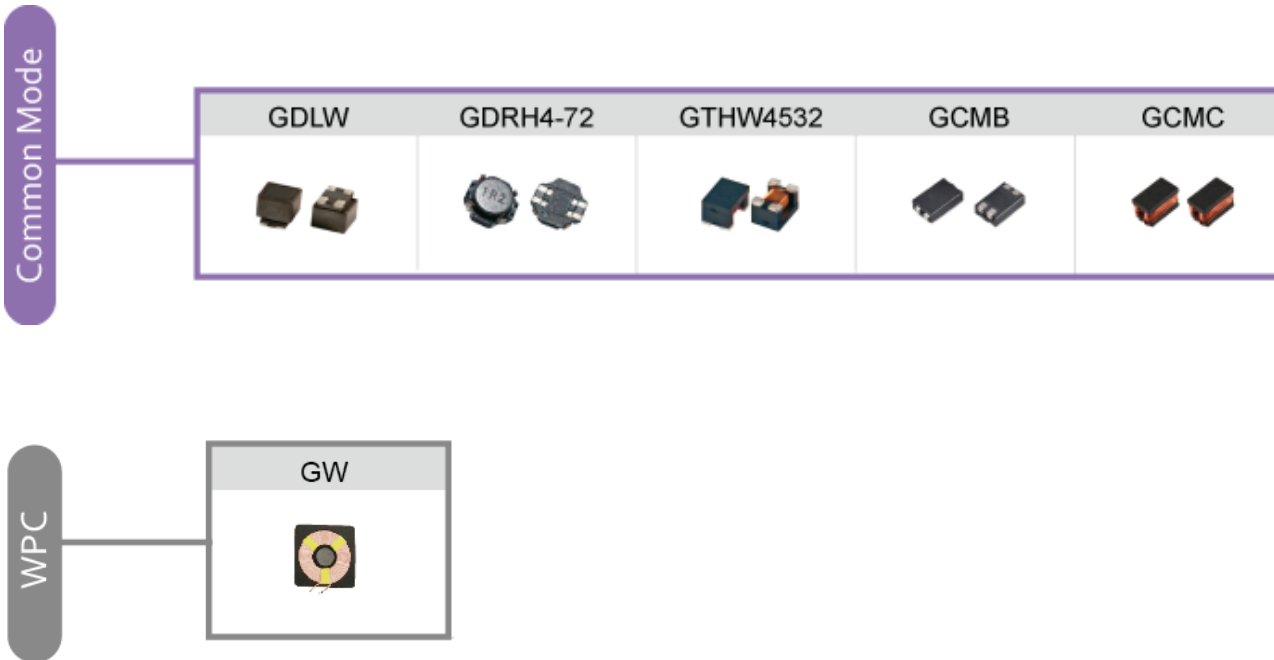 Common Mode
GDLW
GDRH4-72
GTHW4532
GCMB
GCMC
1R2
WPC
GW